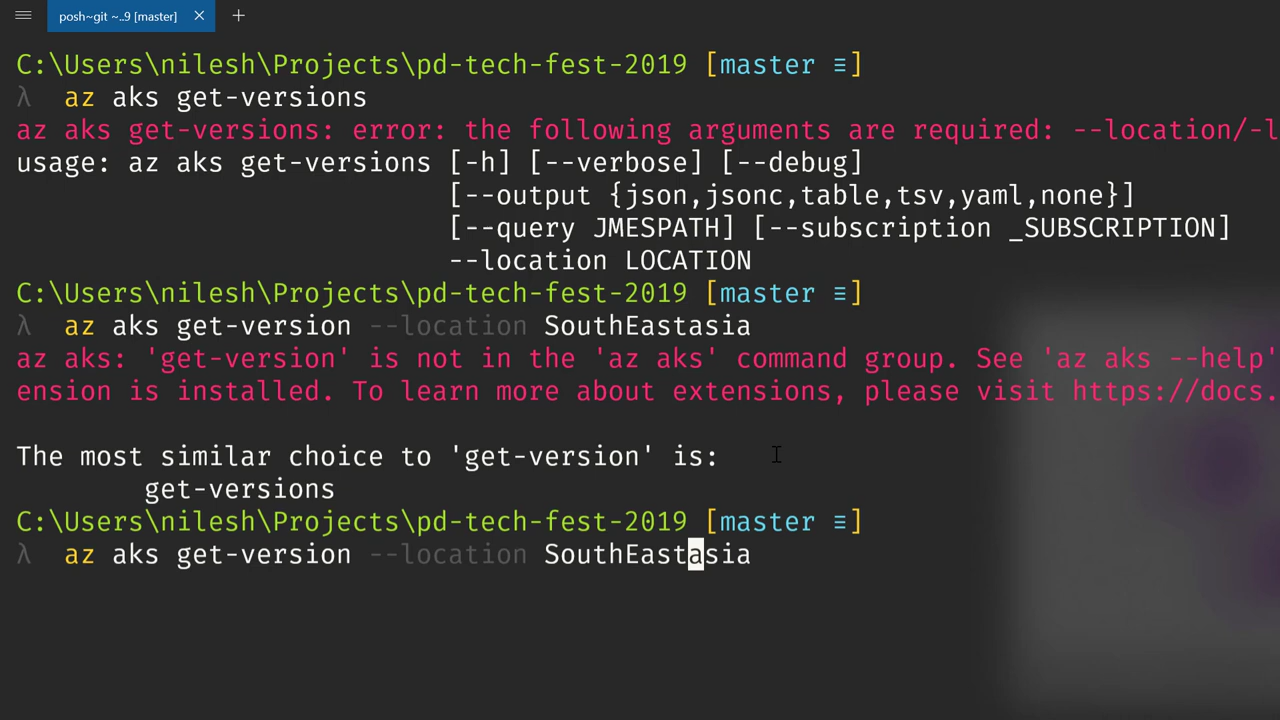 posh~git ~..9 [master]
C:\Users\nilesh\Projects\pd-tech-fest-2019 [master ≡]
λ az aks get-versions
az aks get-versions: error: the following arguments are required: --location/-l
usage: az aks get-versions [-h] [--verbose] [--debug]
[--output {json,jsonc,table,tsv,yaml,none}]
[--query JMESPATH] [--subscription _SUBSCRIPTION]
--location LOCATION
C:\Users\nilesh\Projects\pd-tech-fest-2019 [master ≡]
λ az aks get-version --location SouthEastasia
az aks: 'get-version' is not in the 'az aks' command group. See 'az aks --help'
ension is installed. To learn more about extensions, please visit https://docs.
The most similar choice to 'get-version' is:
get-versions
C:\Users\nilesh\Projects\pd-tech-fest-2019 [master ≡]
λ az aks get-version --location SouthEastasia